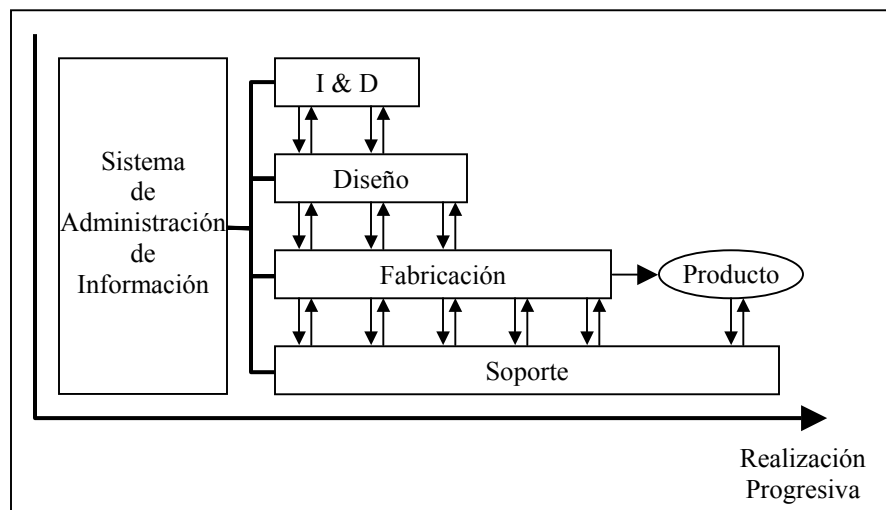 I & D
Sistema
de
Administración
de
Información
Diseño
Fabricación
Producto
Soporte
Realización
Progresiva